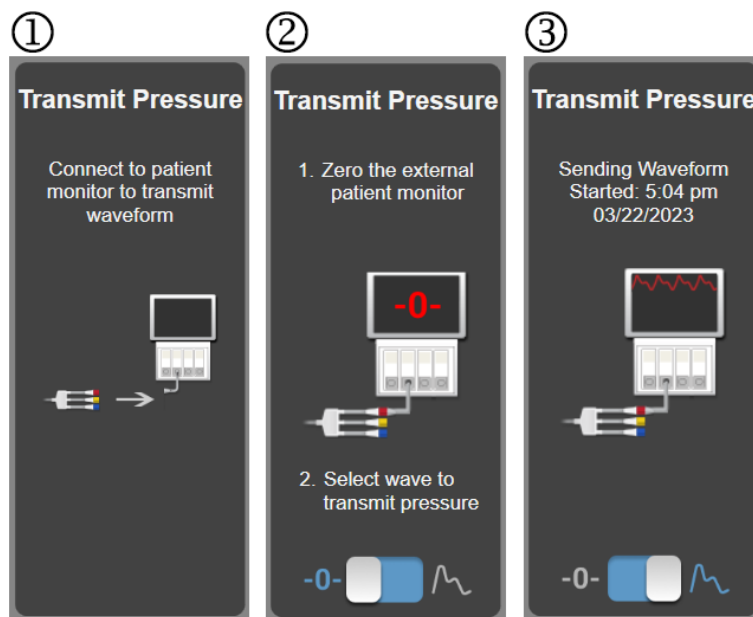 ①
Transmit Pressure
Connect to patient
monitor to transmit
waveform
②
Transmit Pressure
1. Zero the external
patient monitor
-0-
2. Select wave to
transmit pressure
-0-
③
Transmit Pressure
Sending Waveform
Started: 5:04 pm
03/22/2023
-0-